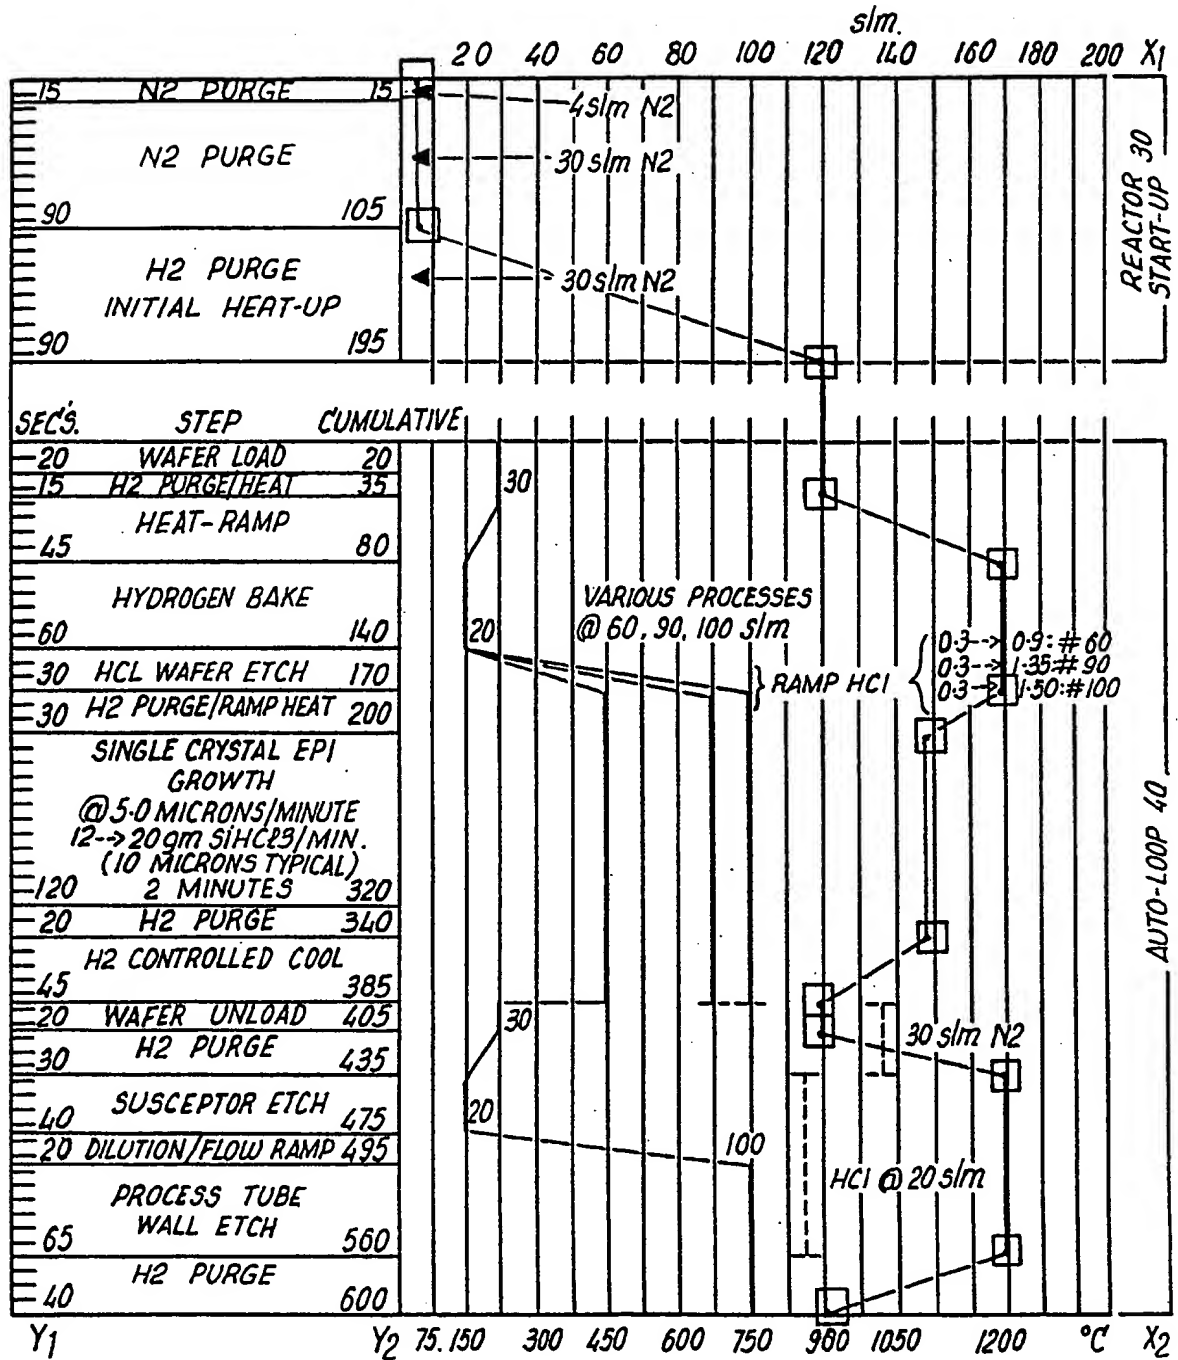 slm.
20 40 60 80 100 120 140 160 180 200 X1
15 N2 PURGE 15
4 slm N2
N2 PURGE
30 slm N2
90 105
H2 PURGE
30 slm N2
INITIAL HEAT-UP
90 195
REACTOR 30
START-UP
SEC'S. STEP CUMULATIVE
20 WAFER LOAD 20
30
15 H2 PURGE/HEAT 35
HEAT-RAMP
45 80
HYDROGEN BAKE
VARIOUS PROCESSES
@ 60, 90, 100 slm
60 140
20
0.3--> 0.9:#60
0.3--> 1.35:#90
0.3--> 1.50:#100
30 HCL WAFER ETCH 170
} RAMP HCl {
30 H2 PURGE/RAMP HEAT 200
SINGLE CRYSTAL EPI
GROWTH
@ 5.0 MICRONS/MINUTE
12-->20gm SiHCl3/MIN.
(10 MICRONS TYPICAL)
120 2 MINUTES 320
20 H2 PURGE 340
H2 CONTROLLED COOL
45 385
20 WAFER UNLOAD 405
30
30 slm N2
H2 PURGE
30 435
SUSCEPTOR ETCH
40 475
20
20 DILUTION/FLOW RAMP 495
100
HCl @ 20 slm
PROCESS TUBE
WALL ETCH
65 560
H2 PURGE
40 600
AUTO-LOOP 40
Y1 Y2 75. 150 300 450 600 750 900 1050 1200 °C X2